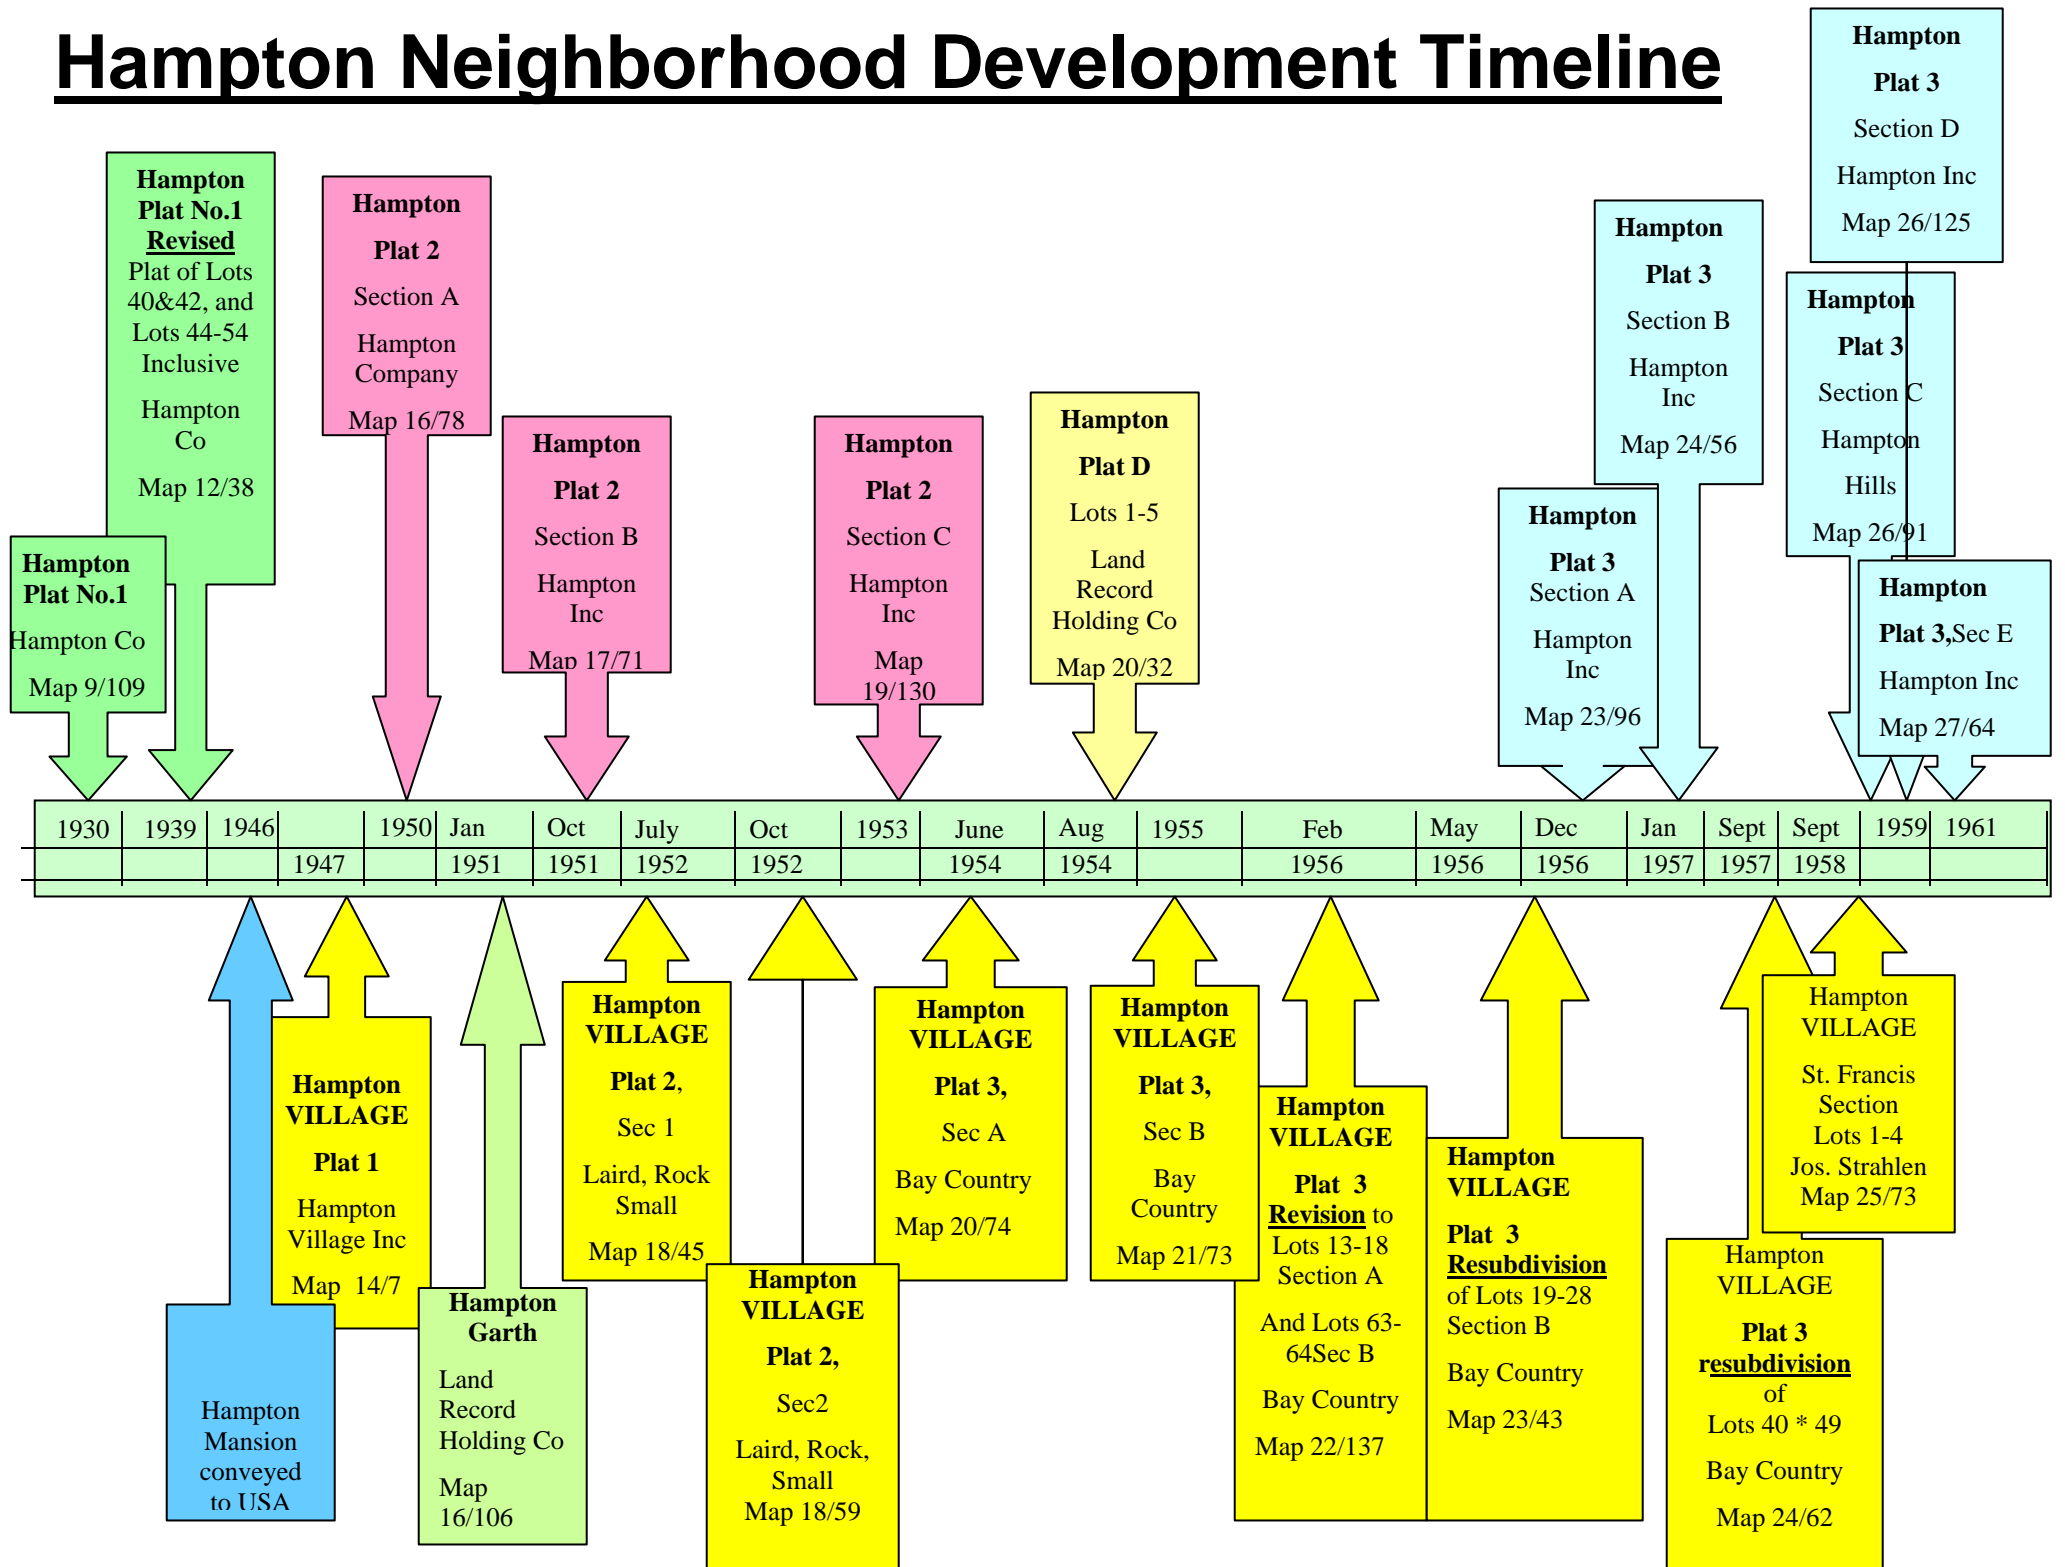 Hampton Neighborhood Development Timeline
Hampton
Plat No.1
Hampton Co
Map 9/109
Hampton
Plat No.1
Revised
Plat of Lots
40&42, and
Lots 44-54
Inclusive
Hampton
Co
Map 12/38
Hampton
Plat 2
Section A
Hampton
Company
Map 16/78
Hampton
Plat 2
Section B
Hampton
Inc
Map 17/71
Hampton
Plat 2
Section C
Hampton
Inc
Map
19/130
Hampton
Plat D
Lots 1-5
Land
Record
Holding Co
Map 20/32
Hampton
Plat 3
Section A
Hampton
Inc
Map 23/96
Hampton
Plat 3
Section B
Hampton
Inc
Map 24/56
Hampton
Plat 3
Section C
Hampton
Hills
Map 26/91
Hampton
Plat 3
Section D
Hampton Inc
Map 26/125
Hampton
Plat 3,Sec E
Hampton Inc
Map 27/64
1930 1939 1946 1950 Jan Oct July Oct 1953 June Aug 1955 Feb May Dec Jan Sept Sept 1959 1961
1947 1951 1951 1952 1952 1954 1954 1956 1956 1956 1957 1957 1958
Hampton
Mansion
conveyed
to USA
Hampton
VILLAGE
Plat 1
Hampton
Village Inc
Map 14/7
Hampton
Garth
Land
Record
Holding Co
Map
16/106
Hampton
VILLAGE
Plat 2,
Sec 1
Laird, Rock
Small
Map 18/45
Hampton
VILLAGE
Plat 2,
Sec2
Laird, Rock,
Small
Map 18/59
Hampton
VILLAGE
Plat 3,
Sec A
Bay Country
Map 20/74
Hampton
VILLAGE
Plat 3,
Sec B
Bay
Country
Map 21/73
Hampton
VILLAGE
Plat 3
Revision to
Lots 13-18
Section A
And Lots 63-
64Sec B
Bay Country
Map 22/137
Hampton
VILLAGE
Plat 3
Resubdivision
of Lots 19-28
Section B
Bay Country
Map 23/43
Hampton
VILLAGE
Plat 3
resubdivision
of
Lots 40 * 49
Bay Country
Map 24/62
Hampton
VILLAGE
St. Francis
Section
Lots 1-4
Jos. Strahlen
Map 25/73